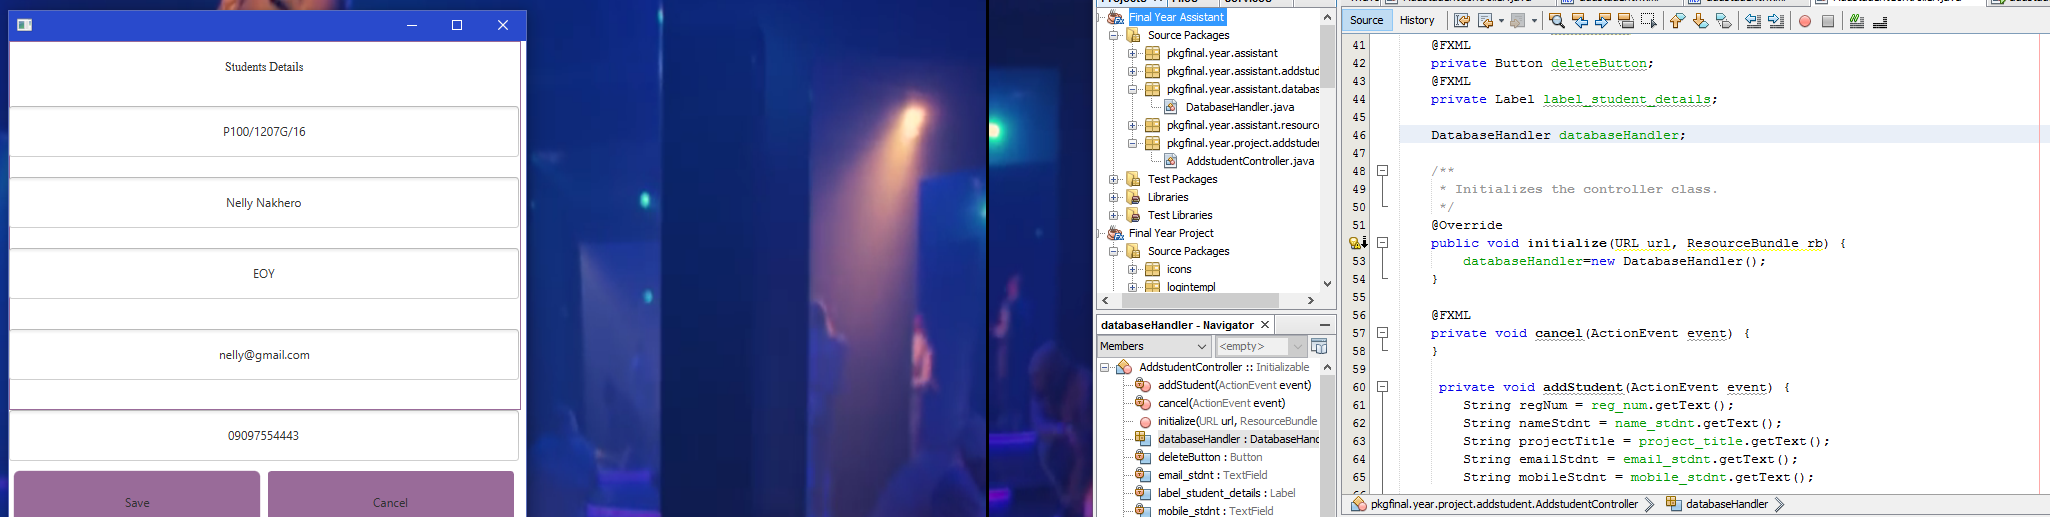 Students Details
P100/1207G/16
Nelly Nakhero
EOY
nelly@gmail.com
09097554443
Save
Cancel
Final Year Assistant
Source Packages
pkgfinal.year.assistant
pkgfinal.year.assistant.addstud
pkgfinal.year.assistant.databas
DatabaseHandler.java
pkgfinal.year.assistant.resourc
pkgfinal.year.project.addstuder
AddstudentController.java
Test Packages
Libraries
Test Libraries
Final Year Project
Source Packages
icons
logintempl
databaseHandler - Navigator
Members
<empty>
AddstudentController :: Initializable
addStudent(ActionEvent event)
cancel(ActionEvent event)
initialize(URL url, ResourceBundle
databaseHandler : DatabaseHand
deleteButton : Button
email_stdnt : TextField
label_student_details : Label
mobile_stdnt : TextField
Source History
41 @FXML
42 private Button deleteButton;
43 @FXML
44 private Label label_student_details;
45
46 DatabaseHandler databaseHandler;
47
48 /**
49 * Initializes the controller class.
50 */
51 @Override
public void initialize(URL url, ResourceBundle rb) {
53 databaseHandler=new DatabaseHandler();
54 }
55
56 @FXML
57 private void cancel(ActionEvent event) {
58 }
59
60 private void addStudent(ActionEvent event) {
61 String regNum = reg_num.getText();
62 String nameStdnt = name_stdnt.getText();
63 String projectTitle = project_title.getText();
64 String emailStdnt = email_stdnt.getText();
65 String mobileStdnt = mobile_stdnt.getText();
pkgfinal.year.project.addstudent.AddstudentController databaseHandler